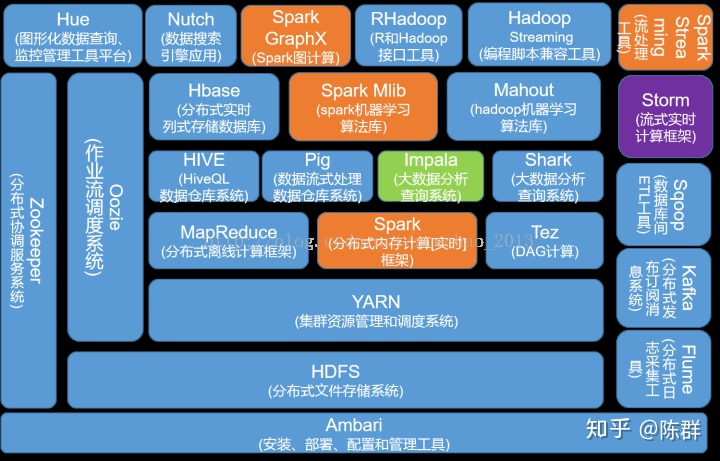 Hue
(图形化数据查询、
监控管理工具平台)
Nutch
(数据搜索
引擎应用)
Spark
GraphX
(Spark图计算)
RHadoop
(R和Hadoop
接口工具)
Hadoop
Streaming
(编程脚本兼容工具)
Spark
Strea
ming
(流处理
工具)
Zookeeper
(分布式协调服务系统)
Oozie
(作业流调度系统)
Hbase
(分布式实时
列式存储数据库)
Spark Mlib
(spark机器学习
算法库)
Mahout
(hadoop机器学习
算法库)
Storm
(流式实时
计算框架)
HIVE
(HiveQL
数据仓库系统)
Pig
(数据流式处理
数据仓库系统)
Impala
(大数据分析
查询系统)
Shark
(大数据分析
查询系统)
Sqoop
(数据库间
ETL工具)
MapReduce
(分布式离线计算框架)
Spark
(分布式内存计算|实时
框架)
Tez
(DAG计算)
Kafka
(分布式发
布订阅消
息系统)
YARN
(集群资源管理和调度系统)
HDFS
(分布式文件存储系统)
Flume
(分布式日
志采集工
具)
Ambari
(安装、部署、配置和管理工具)
知乎 @陈群